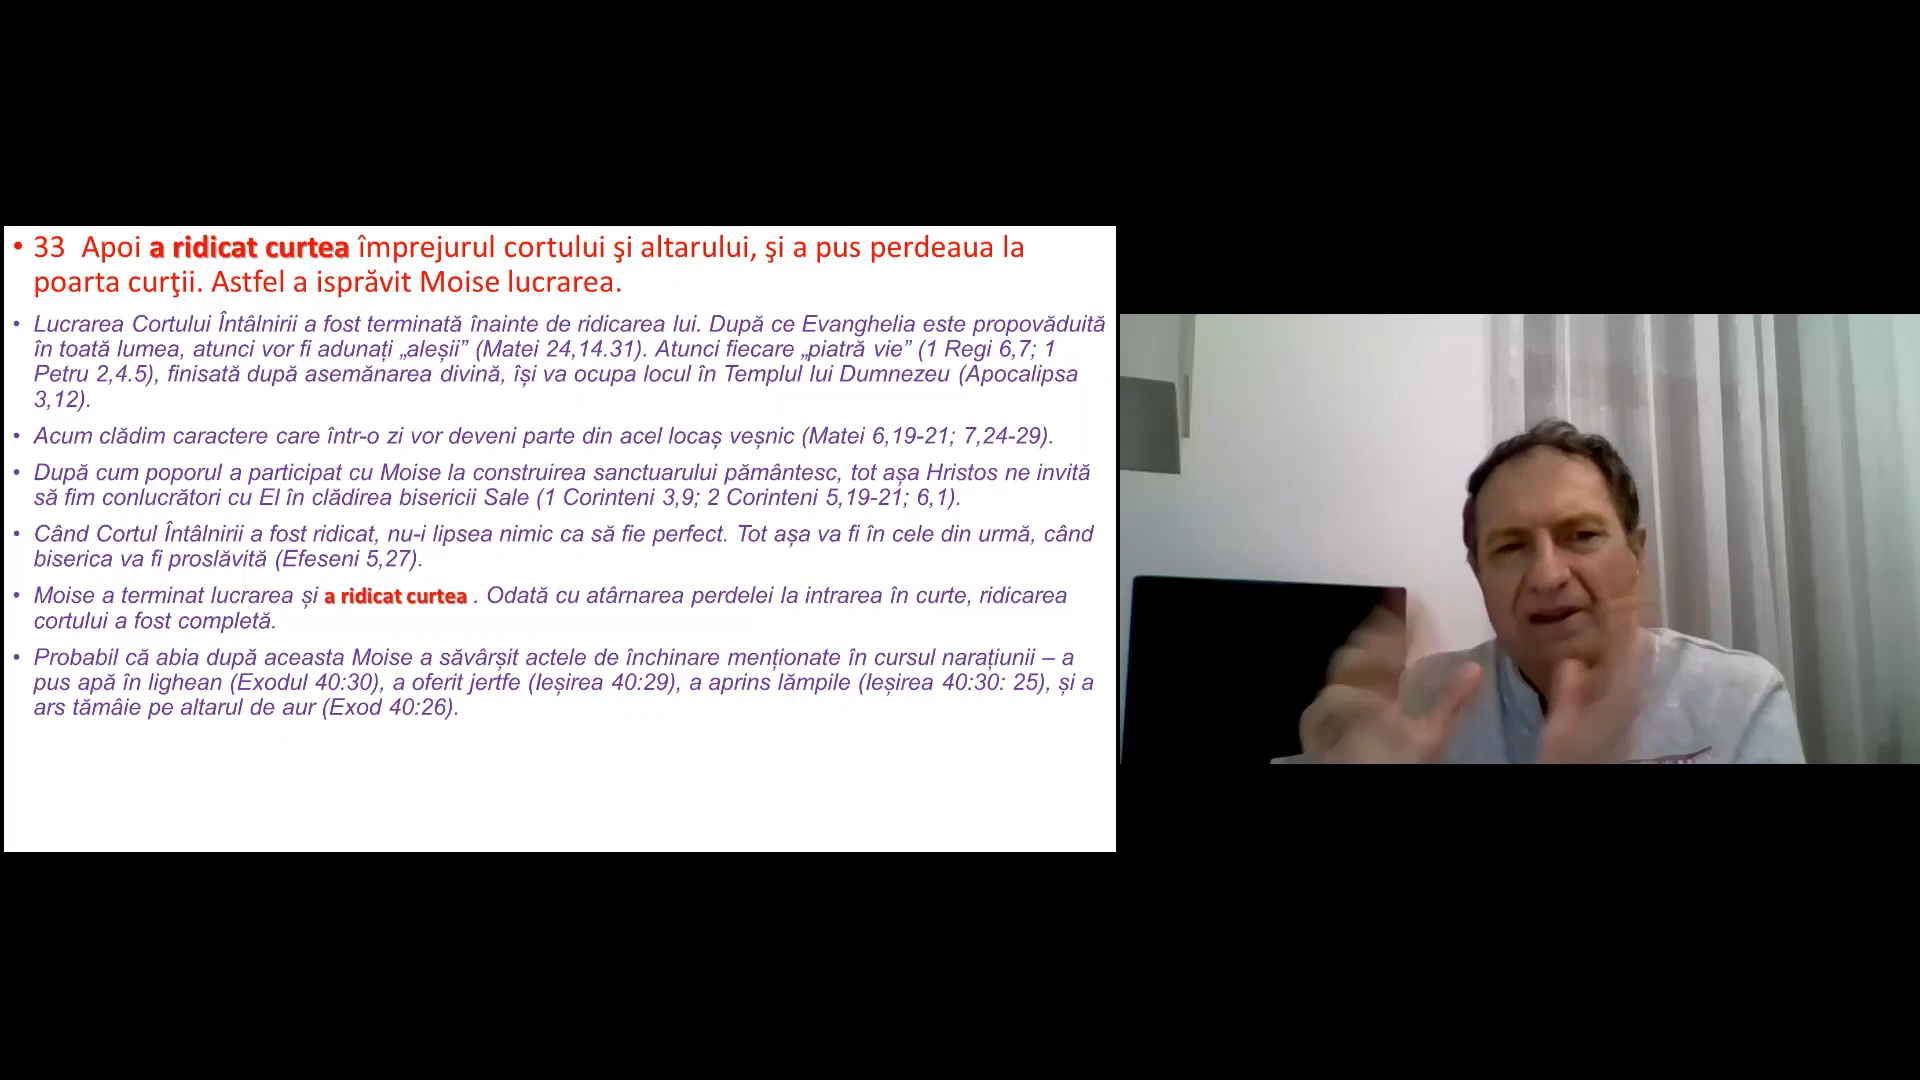 • 33 Apoi a ridicat curtea împrejurul cortului şi altarului, şi a pus perdeaua la
poarta curţii. Astfel a isprăvit Moise lucrarea.
• Lucrarea Cortului Întâlnirii a fost terminată înainte de ridicarea lui. După ce Evanghelia este propovăduită
în toată lumea, atunci vor fi adunați „aleșii” (Matei 24,14.31). Atunci fiecare „piatră vie” (1 Regi 6,7; 1
Petru 2,4.5), finisată după asemănarea divină, își va ocupa locul în Templul lui Dumnezeu (Apocalipsa
3,12).
• Acum clădim caractere care într-o zi vor deveni parte din acel locaș veșnic (Matei 6,19-21; 7,24-29).
• După cum poporul a participat cu Moise la construirea sanctuarului pământesc, tot așa Hristos ne invită
să fim conlucrători cu El în clădirea bisericii Sale (1 Corinteni 3,9; 2 Corinteni 5,19-21; 6,1).
• Când Cortul Întâlnirii a fost ridicat, nu-i lipsea nimic ca să fie perfect. Tot așa va fi în cele din urmă, când
biserica va fi proslăvită (Efeseni 5,27).
• Moise a terminat lucrarea și a ridicat curtea . Odată cu atârnarea perdelei la intrarea în curte, ridicarea
cortului a fost completă.
• Probabil că abia după aceasta Moise a săvârșit actele de închinare menționate în cursul narațiunii – a
pus apă în lighean (Exodul 40:30), a oferit jertfe (Ieșirea 40:29), a aprins lămpile (Ieșirea 40:30: 25), și a
ars tămâie pe altarul de aur (Exod 40:26).